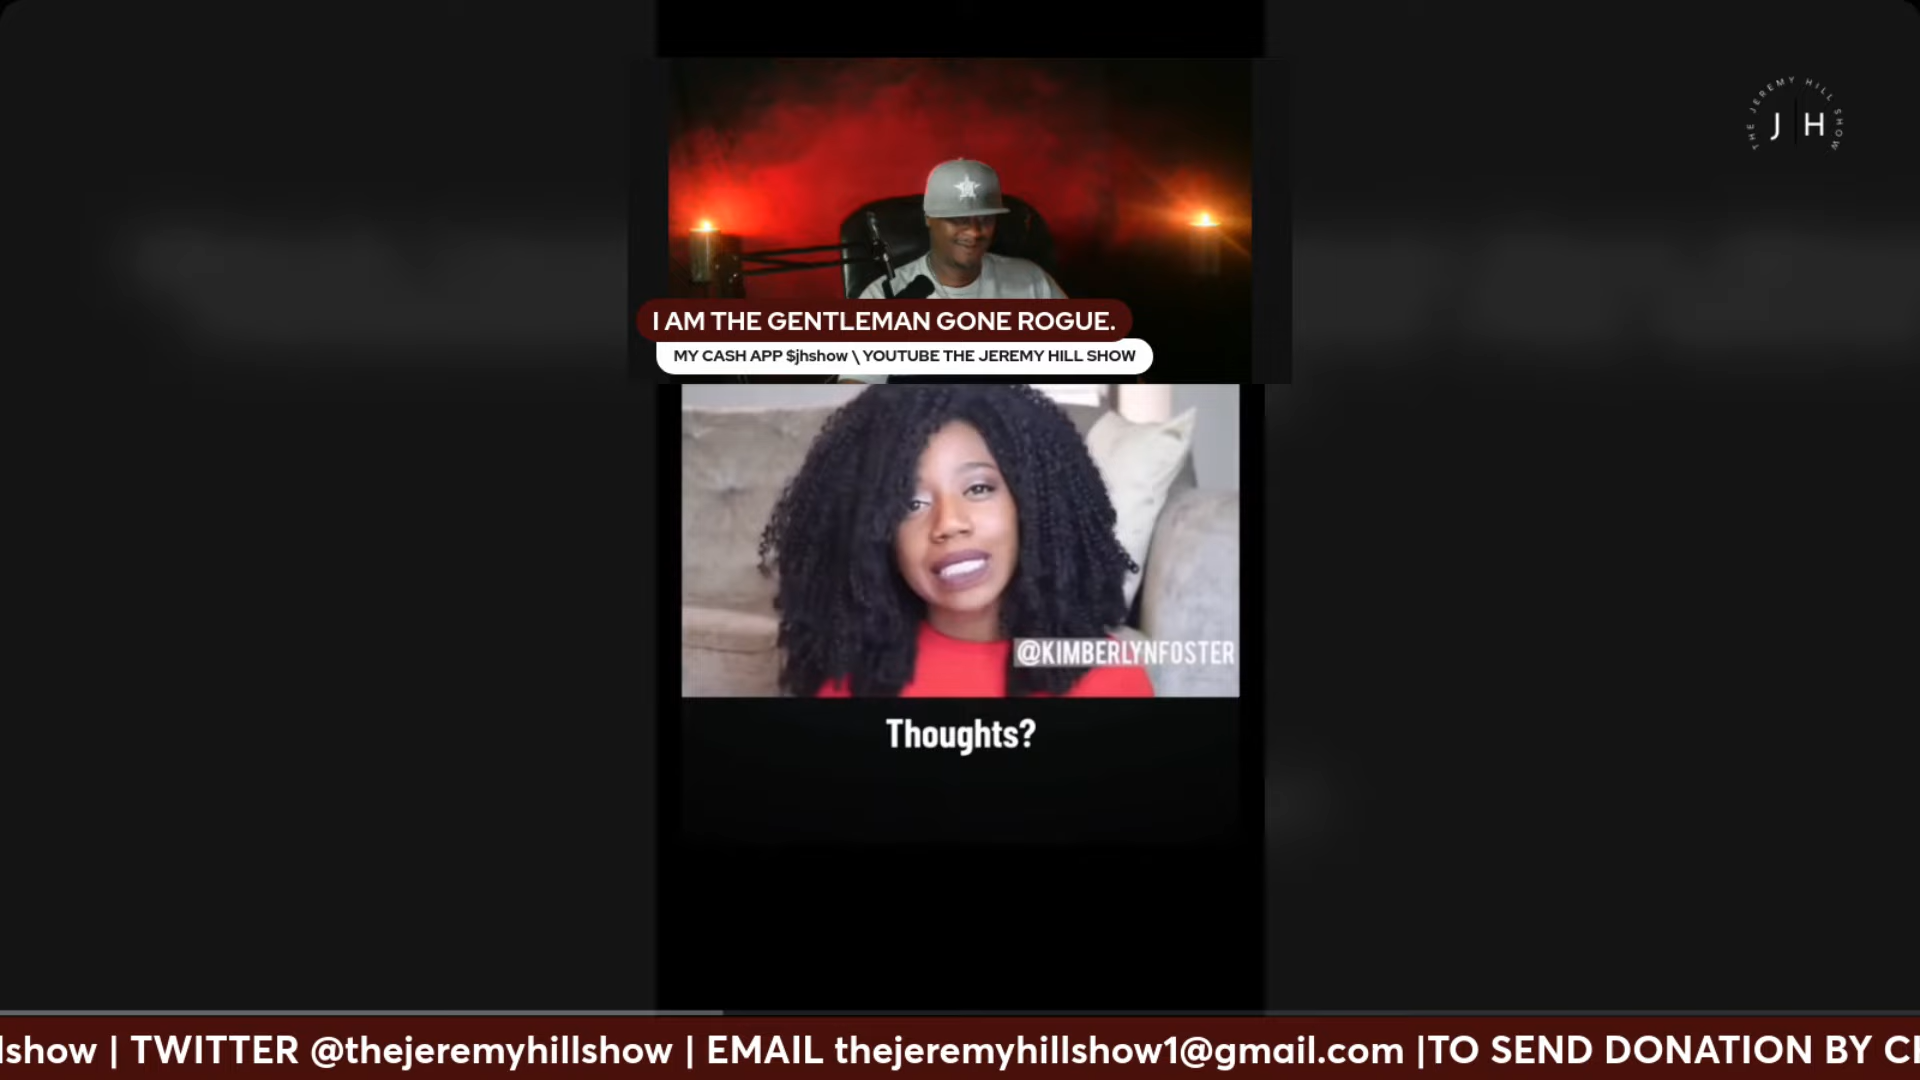 THE JEREMY HILL SHOW
J H
I AM THE GENTLEMAN GONE ROGUE.
MY CASH APP $jhshow \ YOUTUBE THE JEREMY HILL SHOW
@KIMBERLYNFOSTER
Thoughts?
lshow | TWITTER @thejeremyhillshow | EMAIL thejeremyhillshow1@gmail.com |TO SEND DONATION BY